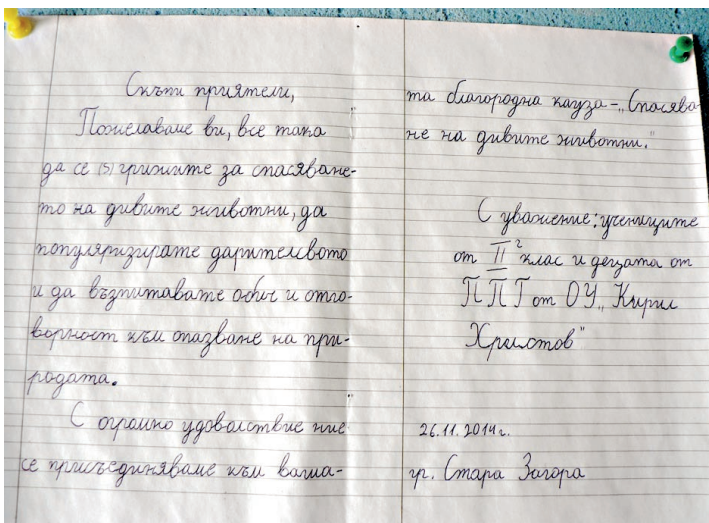 Скъпи приятели,
Пожелаваме ви, все така
да се (s) грижите за спасяване-
то на дивите животни, да
популяризирате дарителството
и да възпитавате обич и отго-
ворност към опазване на при-
родата.
С огромно удоволствие ние
се присъединяваме към ваша-
та благородна кауза - „Спасява-
не на дивите животни."
С уважение: учениците
от II г клас и децата от
ППГ от ОУ „Кирил
Христов"
26.11.2014 г.
гр. Стара Загора